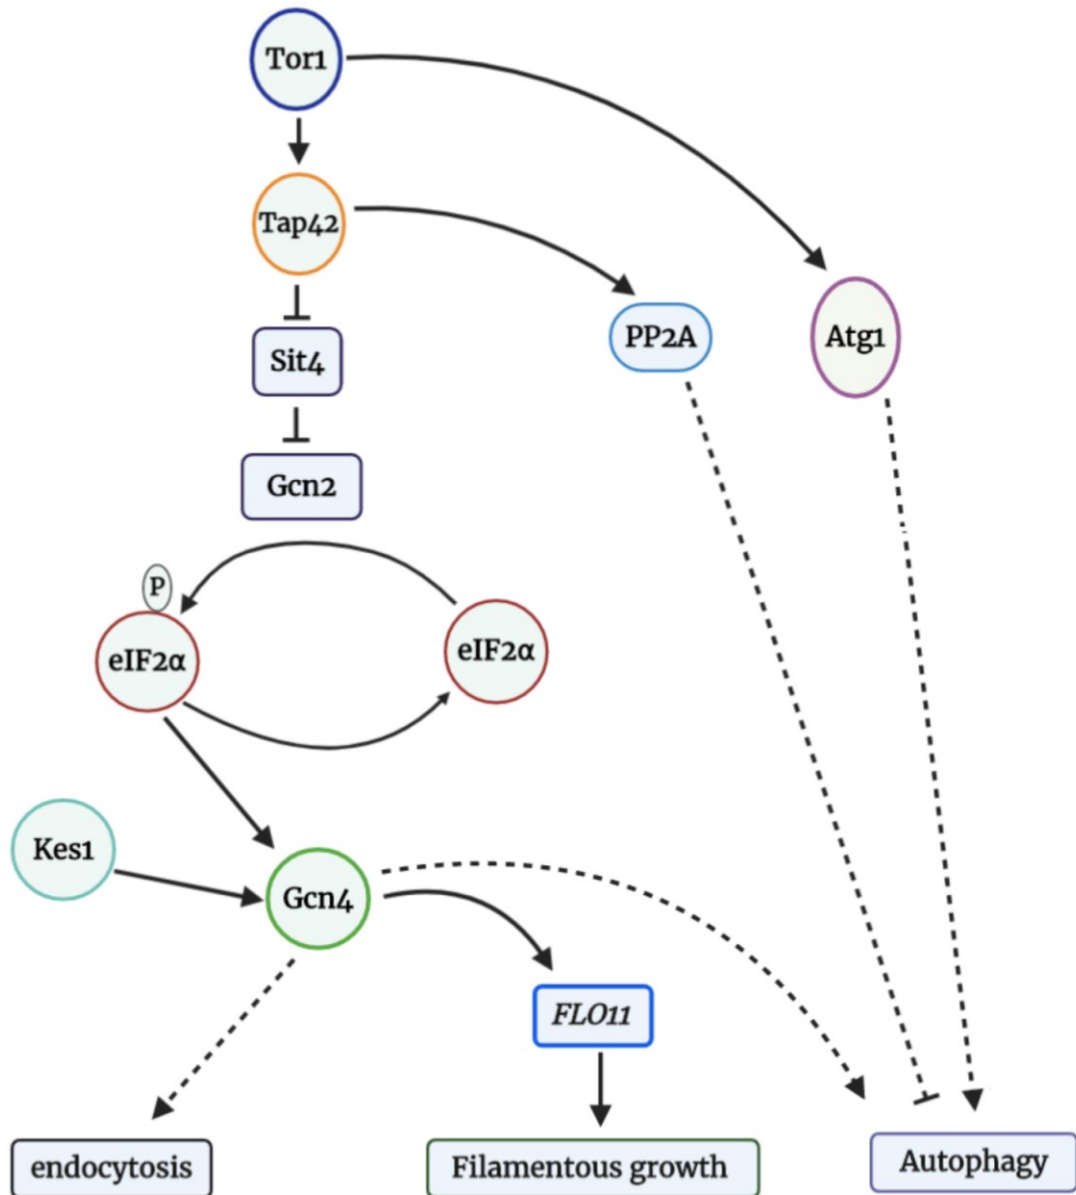 Tor1
Tap42
PP2A
Atg1
Sit4
Gcn2
P
eIF2α
eIF2α
Kes1
Gcn4
FLO11
endocytosis
Filamentous growth
Autophagy